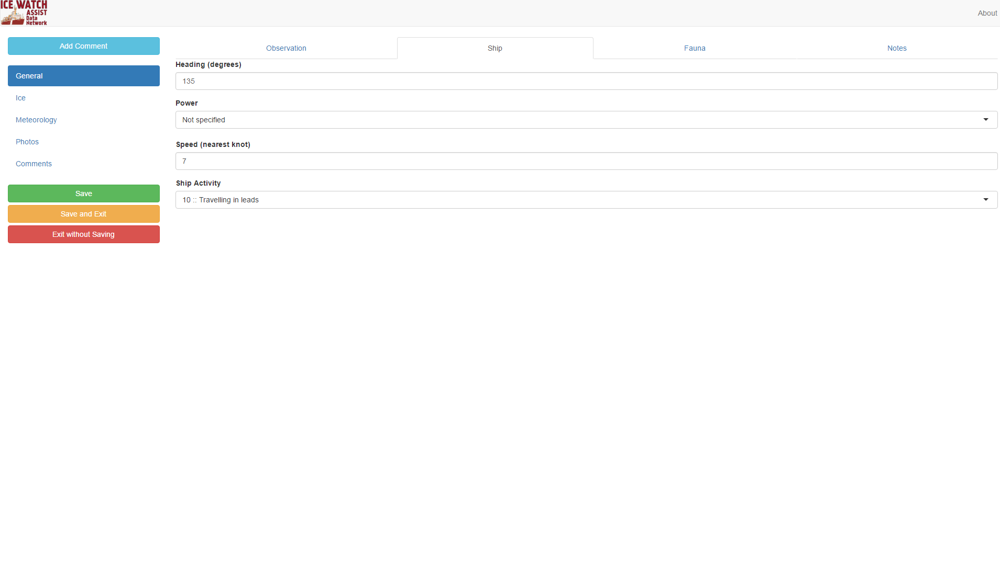 ICE WATCH
ASSIST
Data
Network
About
Add Comment
General
Ice
Meteorology
Photos
Comments
Save
Save and Exit
Exit without Saving
Observation
Ship
Fauna
Notes
Heading (degrees)
135
Power
Not specified
Speed (nearest knot)
7
Ship Activity
10 :: Travelling in leads